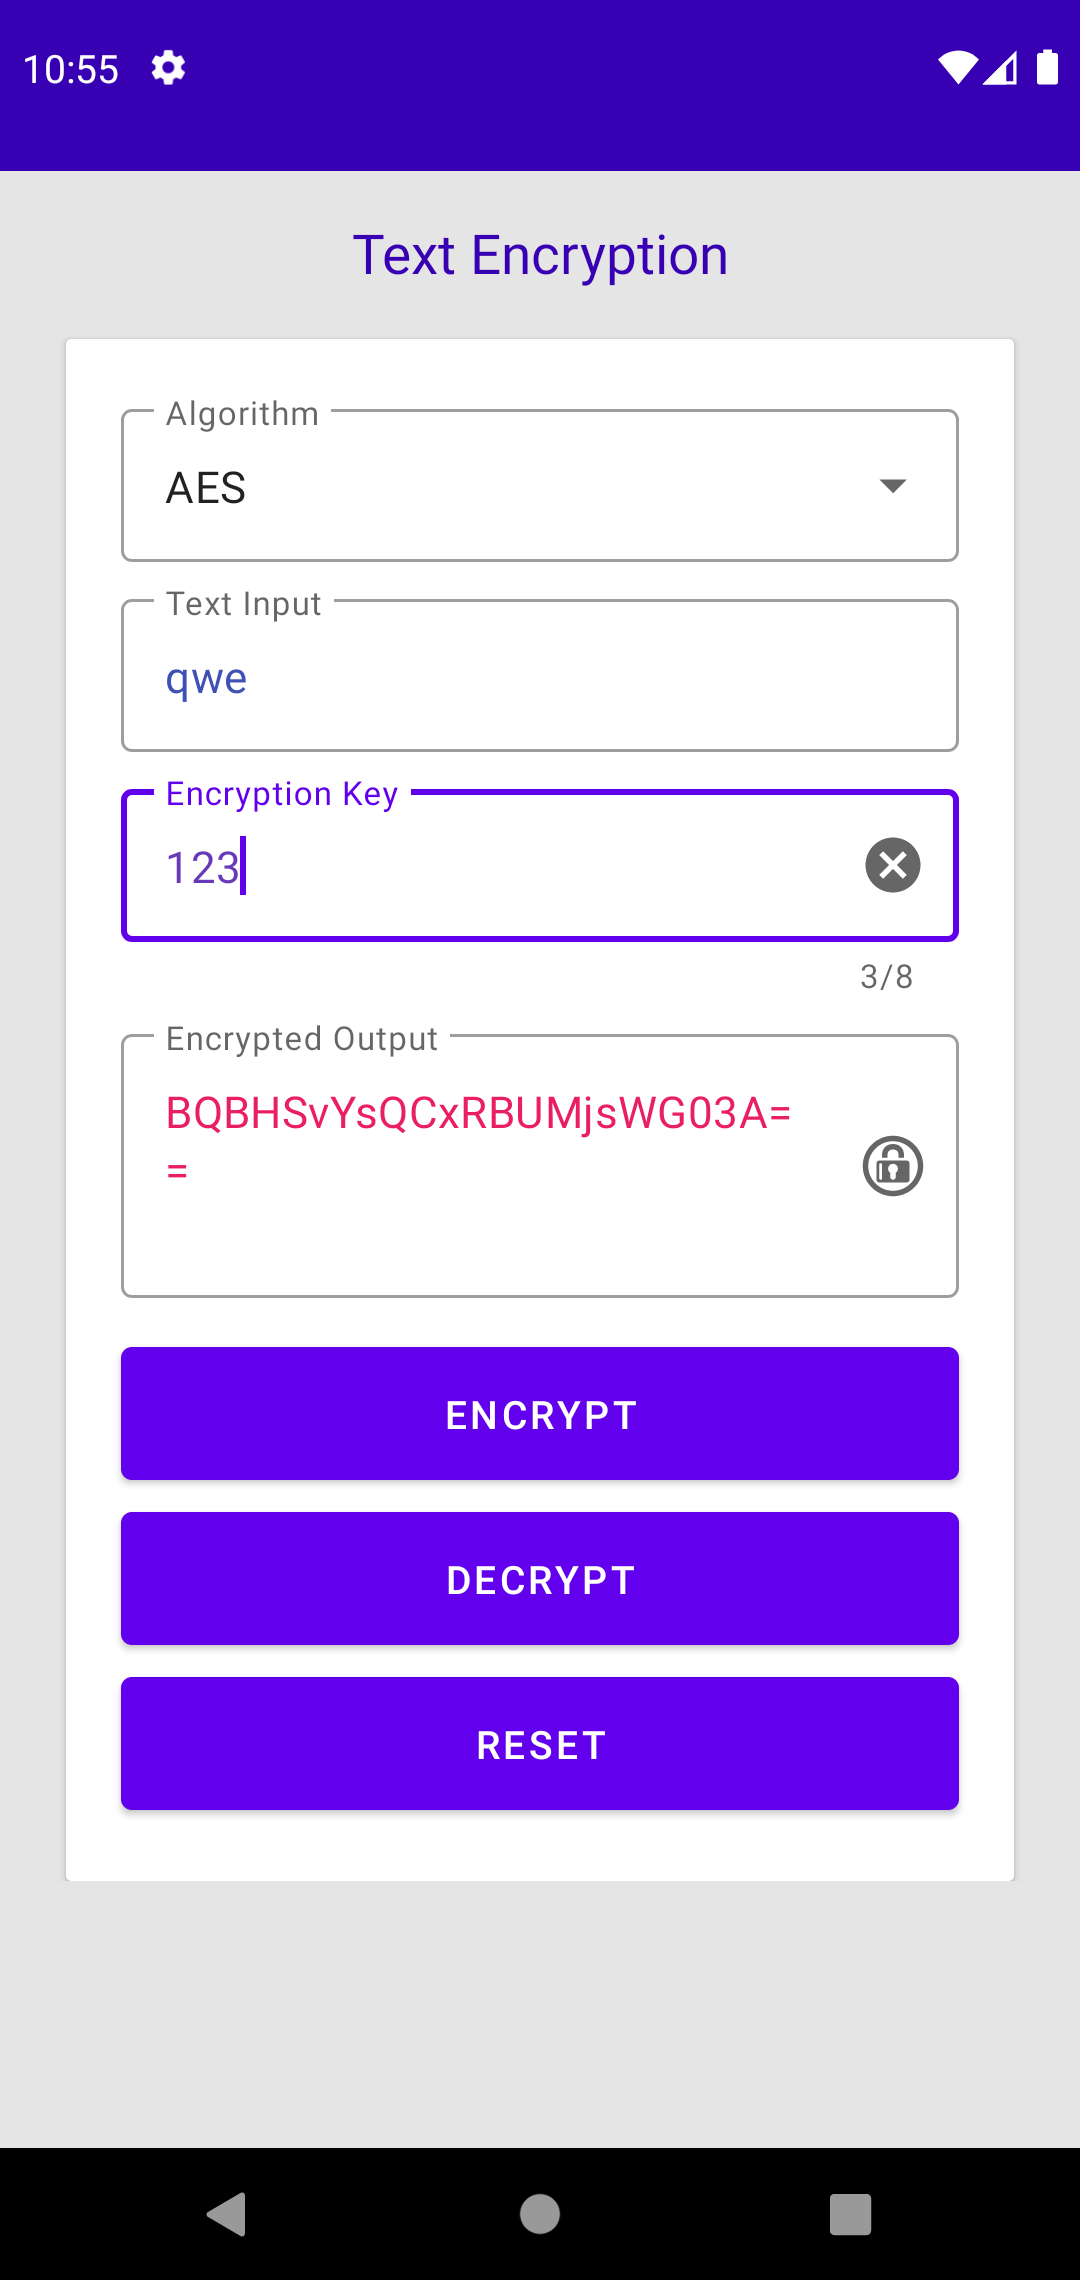 10:55
Text Encryption
Algorithm
AES
Text Input
qwe
Encryption Key
123
3/8
Encrypted Output
BQBHSvYsQCxRBUMjsWG03A=
=
ENCRYPT
DECRYPT
RESET